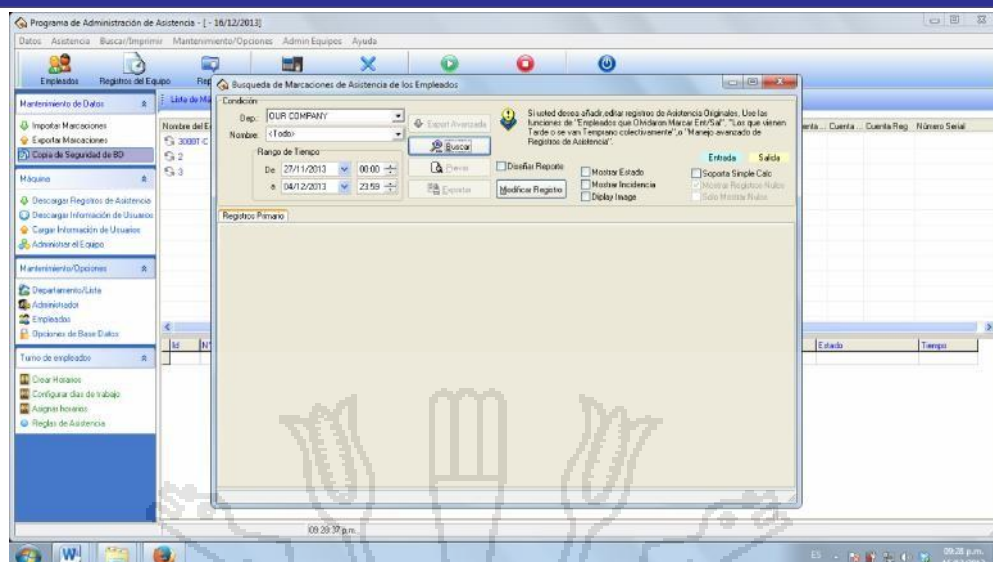 Programa de Administración de Asistencia - [ - 16/12/2013]
Datos Asistencia Buscar/Imprimir Mantenimiento/Opciones Admin Equipos Ayuda
Empleados Registros del Equipo
Mantenimiento de Datos
Importar Marcaciones
Exportar Marcaciones
Copia de Seguridad de BD
Máquina
Descargar Registros de Asistencia
Descargar Información de Usuarios
Cargar Información de Usuarios
Administrar el Equipo
Mantenimiento/Opciones
Departamento/Lista
Administrador
Empleados
Opciones de Base Datos
Turno de empleados
Crear Horarios
Configurar dias de trabajo
Asignar horarios
Reglas de Asistencia
Lista de
Nombre del E
30001-C
2
3
Cuenta ... Cuenta Reg Número Serial
Id
Estado Tiempo
Busqueda de Marcaciones de Asistencia de los Empleados
Condición
Dep.: OUR COMPANY
Nombre: <Todo>
Rango de Tiempo
De 27/11/2013 00:00
a 04/12/2013 23:59
Export Avanzada
Buscar
Previo
Exportar
Si usted desea añadir,editar registros de Asistencia Originales, Use las
funciones de "Empleados que Olvidaron Marcar Ent/Sal", "Los que vienen
Tarde o se van Temprano colectivamente",o "Manejo avanzado de
Registros de Asistencia".
Entrada Salida
Diseñar Reporte
Modificar Registro
Mostrar Estado
Mostrar Incidencia
Diplay Image
Soporta Simple Calc
Mostrar Registros Nulos
Solo Mostrar Nulos
Registros Primario
09:28:37 p.m.
ES
09:28 p.m.